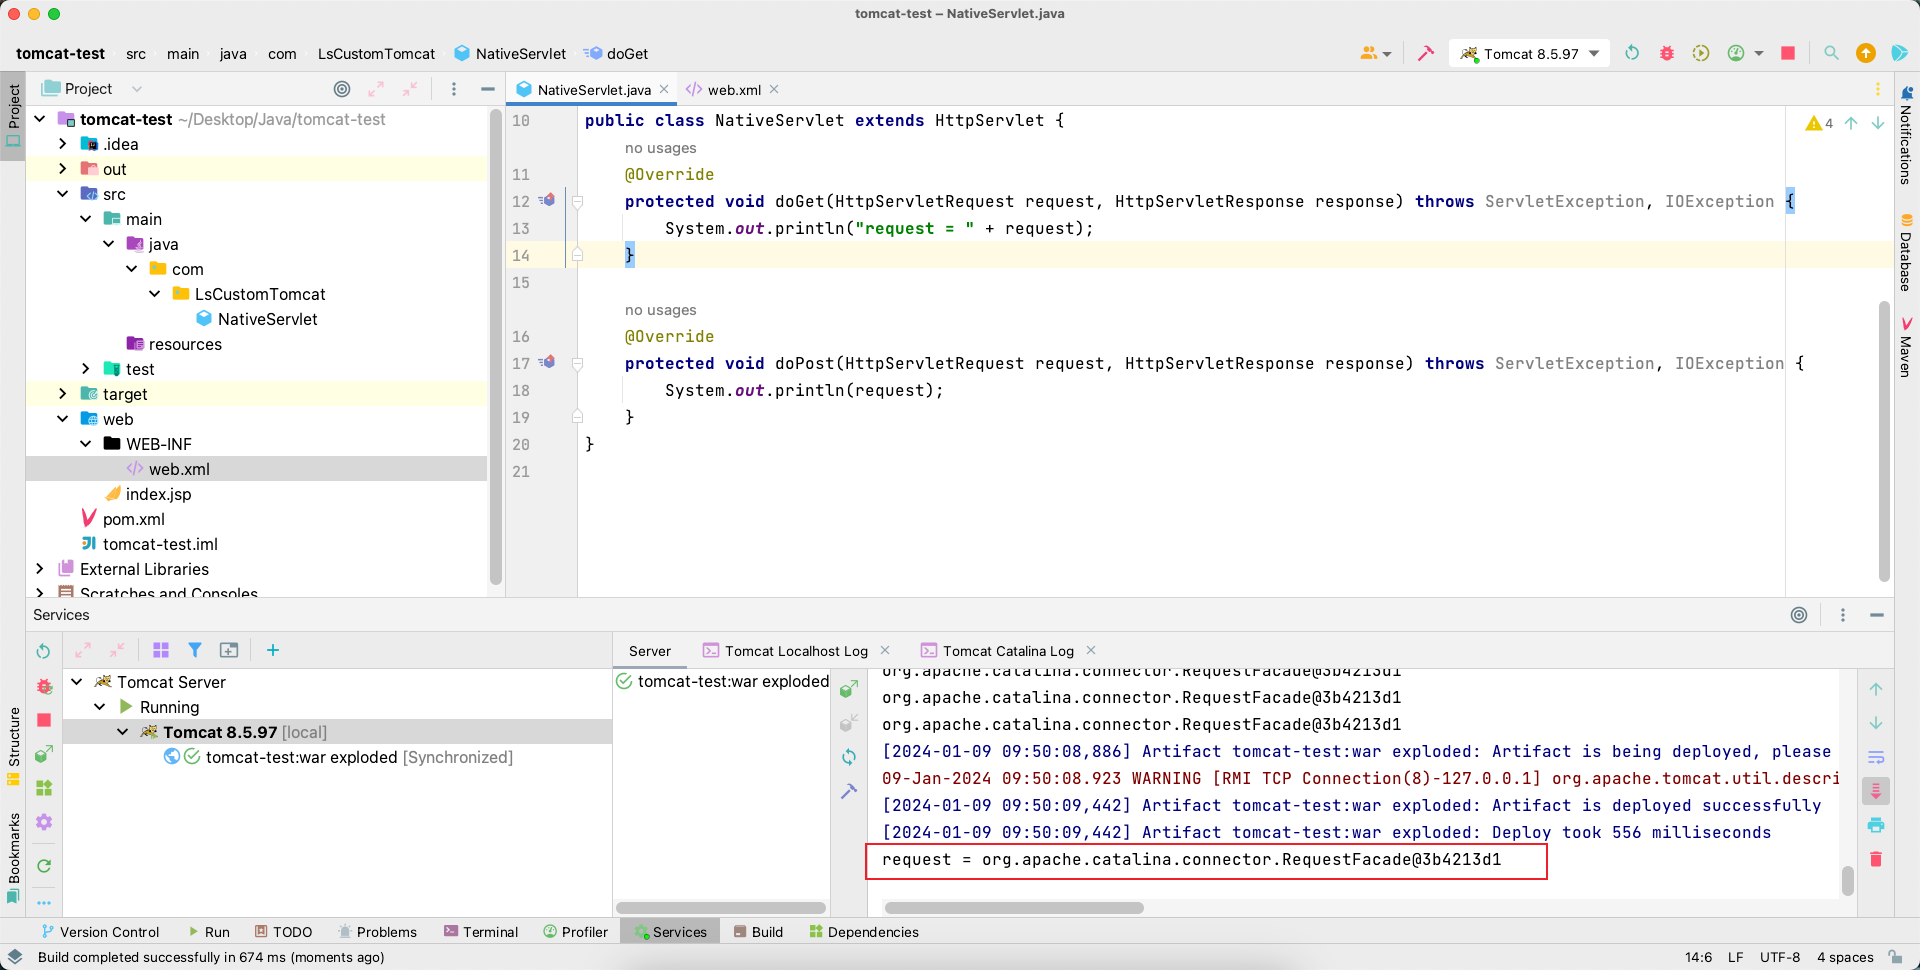 tomcat-test – NativeServlet.java
tomcat-test src main java com LsCustomTomcat NativeServlet doGet
Tomcat 8.5.97
Project
NativeServlet.java
web.xml
Project
tomcat-test ~/Desktop/Java/tomcat-test
.idea
out
src
main
java
com
LsCustomTomcat
NativeServlet
resources
test
target
web
WEB-INF
web.xml
index.jsp
pom.xml
tomcat-test.iml
External Libraries
Scratches and Consoles
4
10 public class NativeServlet extends HttpServlet {
no usages
11 @Override
12 protected void doGet(HttpServletRequest request, HttpServletResponse response) throws ServletException, IOException {
13 System.out.println("request = " + request);
14 }
15
no usages
16 @Override
17 protected void doPost(HttpServletRequest request, HttpServletResponse response) throws ServletException, IOException {
18 System.out.println(request);
19 }
20 }
21
Notifications
Database
Maven
Services
Structure
Bookmarks
Tomcat Server
Running
Tomcat 8.5.97 [local]
tomcat-test:war exploded [Synchronized]
Server
Tomcat Localhost Log
Tomcat Catalina Log
tomcat-test:war exploded
org.apache.catalina.connector.RequestFacade@3b4213d1
org.apache.catalina.connector.RequestFacade@3b4213d1
org.apache.catalina.connector.RequestFacade@3b4213d1
[2024-01-09 09:50:08,886] Artifact tomcat-test:war exploded: Artifact is being deployed, please
09-Jan-2024 09:50:08.923 WARNING [RMI TCP Connection(8)-127.0.0.1] org.apache.tomcat.util.descri
[2024-01-09 09:50:09,442] Artifact tomcat-test:war exploded: Artifact is deployed successfully
[2024-01-09 09:50:09,442] Artifact tomcat-test:war exploded: Deploy took 556 milliseconds
request = org.apache.catalina.connector.RequestFacade@3b4213d1
Version Control Run TODO Problems Terminal Profiler Services Build Dependencies
Build completed successfully in 674 ms (moments ago)
14:6 LF UTF-8 4 spaces